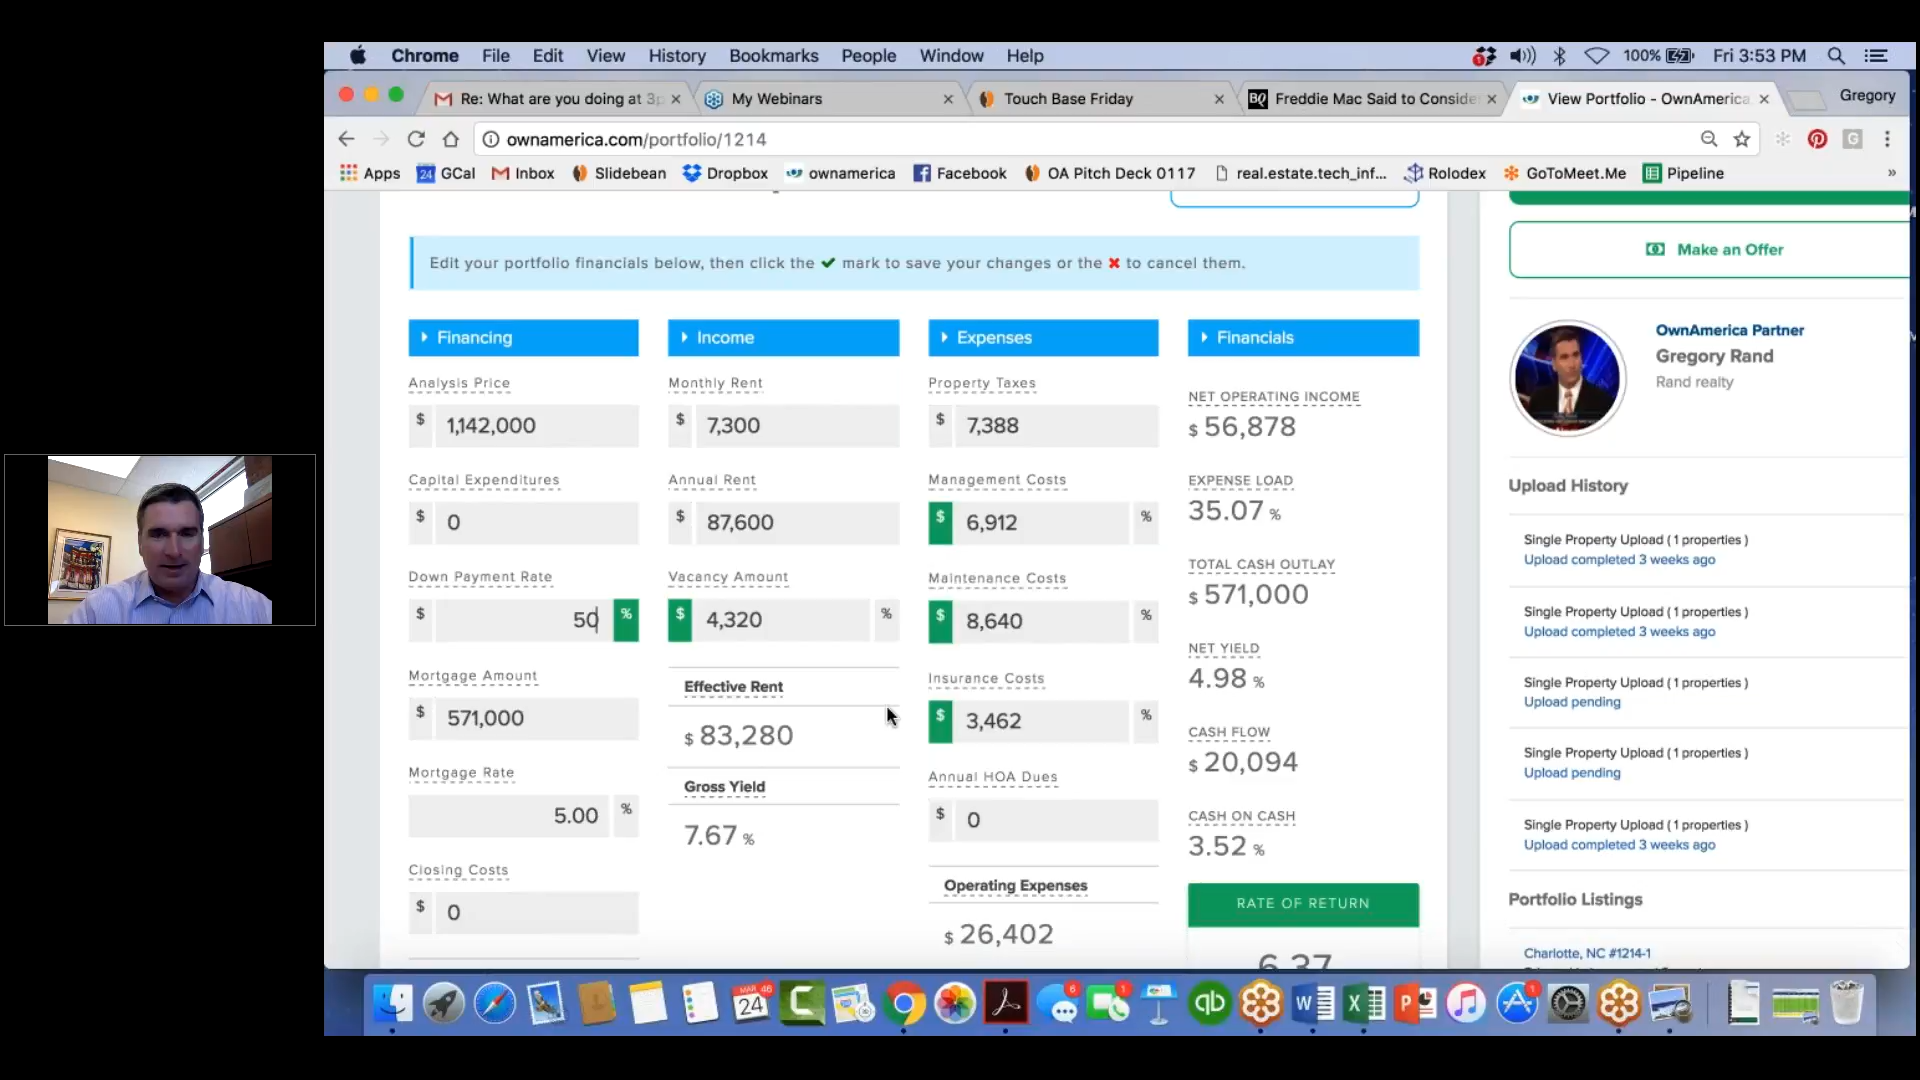 Chrome File Edit View History Bookmarks People Window Help
1 100% Fri 3:53 PM
Re: What are you doing at 3p
My Webinars
Touch Base Friday
BQ Freddie Mac Said to Conside
View Portfolio - OwnAmerica
Gregory
ownamerica.com/portfolio/1214
Apps 24 GCal Inbox Slidebean Dropbox ownamerica Facebook OA Pitch Deck 0117 real.estate.tech_inf... Rolodex GoToMeet.Me Pipeline »
Edit your portfolio financials below, then click the ✔ mark to save your changes or the ✖ to cancel them.
Financing
Analysis Price
$ 1,142,000
Capital Expenditures
$ 0
Down Payment Rate
$ 50 %
Mortgage Amount
$ 571,000
Mortgage Rate
5.00 %
Closing Costs
$ 0
Income
Monthly Rent
$ 7,300
Annual Rent
$ 87,600
Vacancy Amount
$ 4,320 %
Effective Rent
$ 83,280
Gross Yield
7.67 %
Expenses
Property Taxes
$ 7,388
Management Costs
$ 6,912 %
Maintenance Costs
$ 8,640 %
Insurance Costs
$ 3,462 %
Annual HOA Dues
$ 0
Operating Expenses
$ 26,402
Financials
NET OPERATING INCOME
$ 56,878
EXPENSE LOAD
35.07 %
TOTAL CASH OUTLAY
$ 571,000
NET YIELD
4.98 %
CASH FLOW
$ 20,094
CASH ON CASH
3.52 %
RATE OF RETURN
6.37
Make an Offer
OwnAmerica Partner
Gregory Rand
Rand realty
Upload History
Single Property Upload ( 1 properties )
Upload completed 3 weeks ago
Single Property Upload ( 1 properties )
Upload completed 3 weeks ago
Single Property Upload ( 1 properties )
Upload pending
Single Property Upload ( 1 properties )
Upload pending
Single Property Upload ( 1 properties )
Upload completed 3 weeks ago
Portfolio Listings
Charlotte, NC #1214-1
MAR 46
24
6
1
qb
W
X
P
1